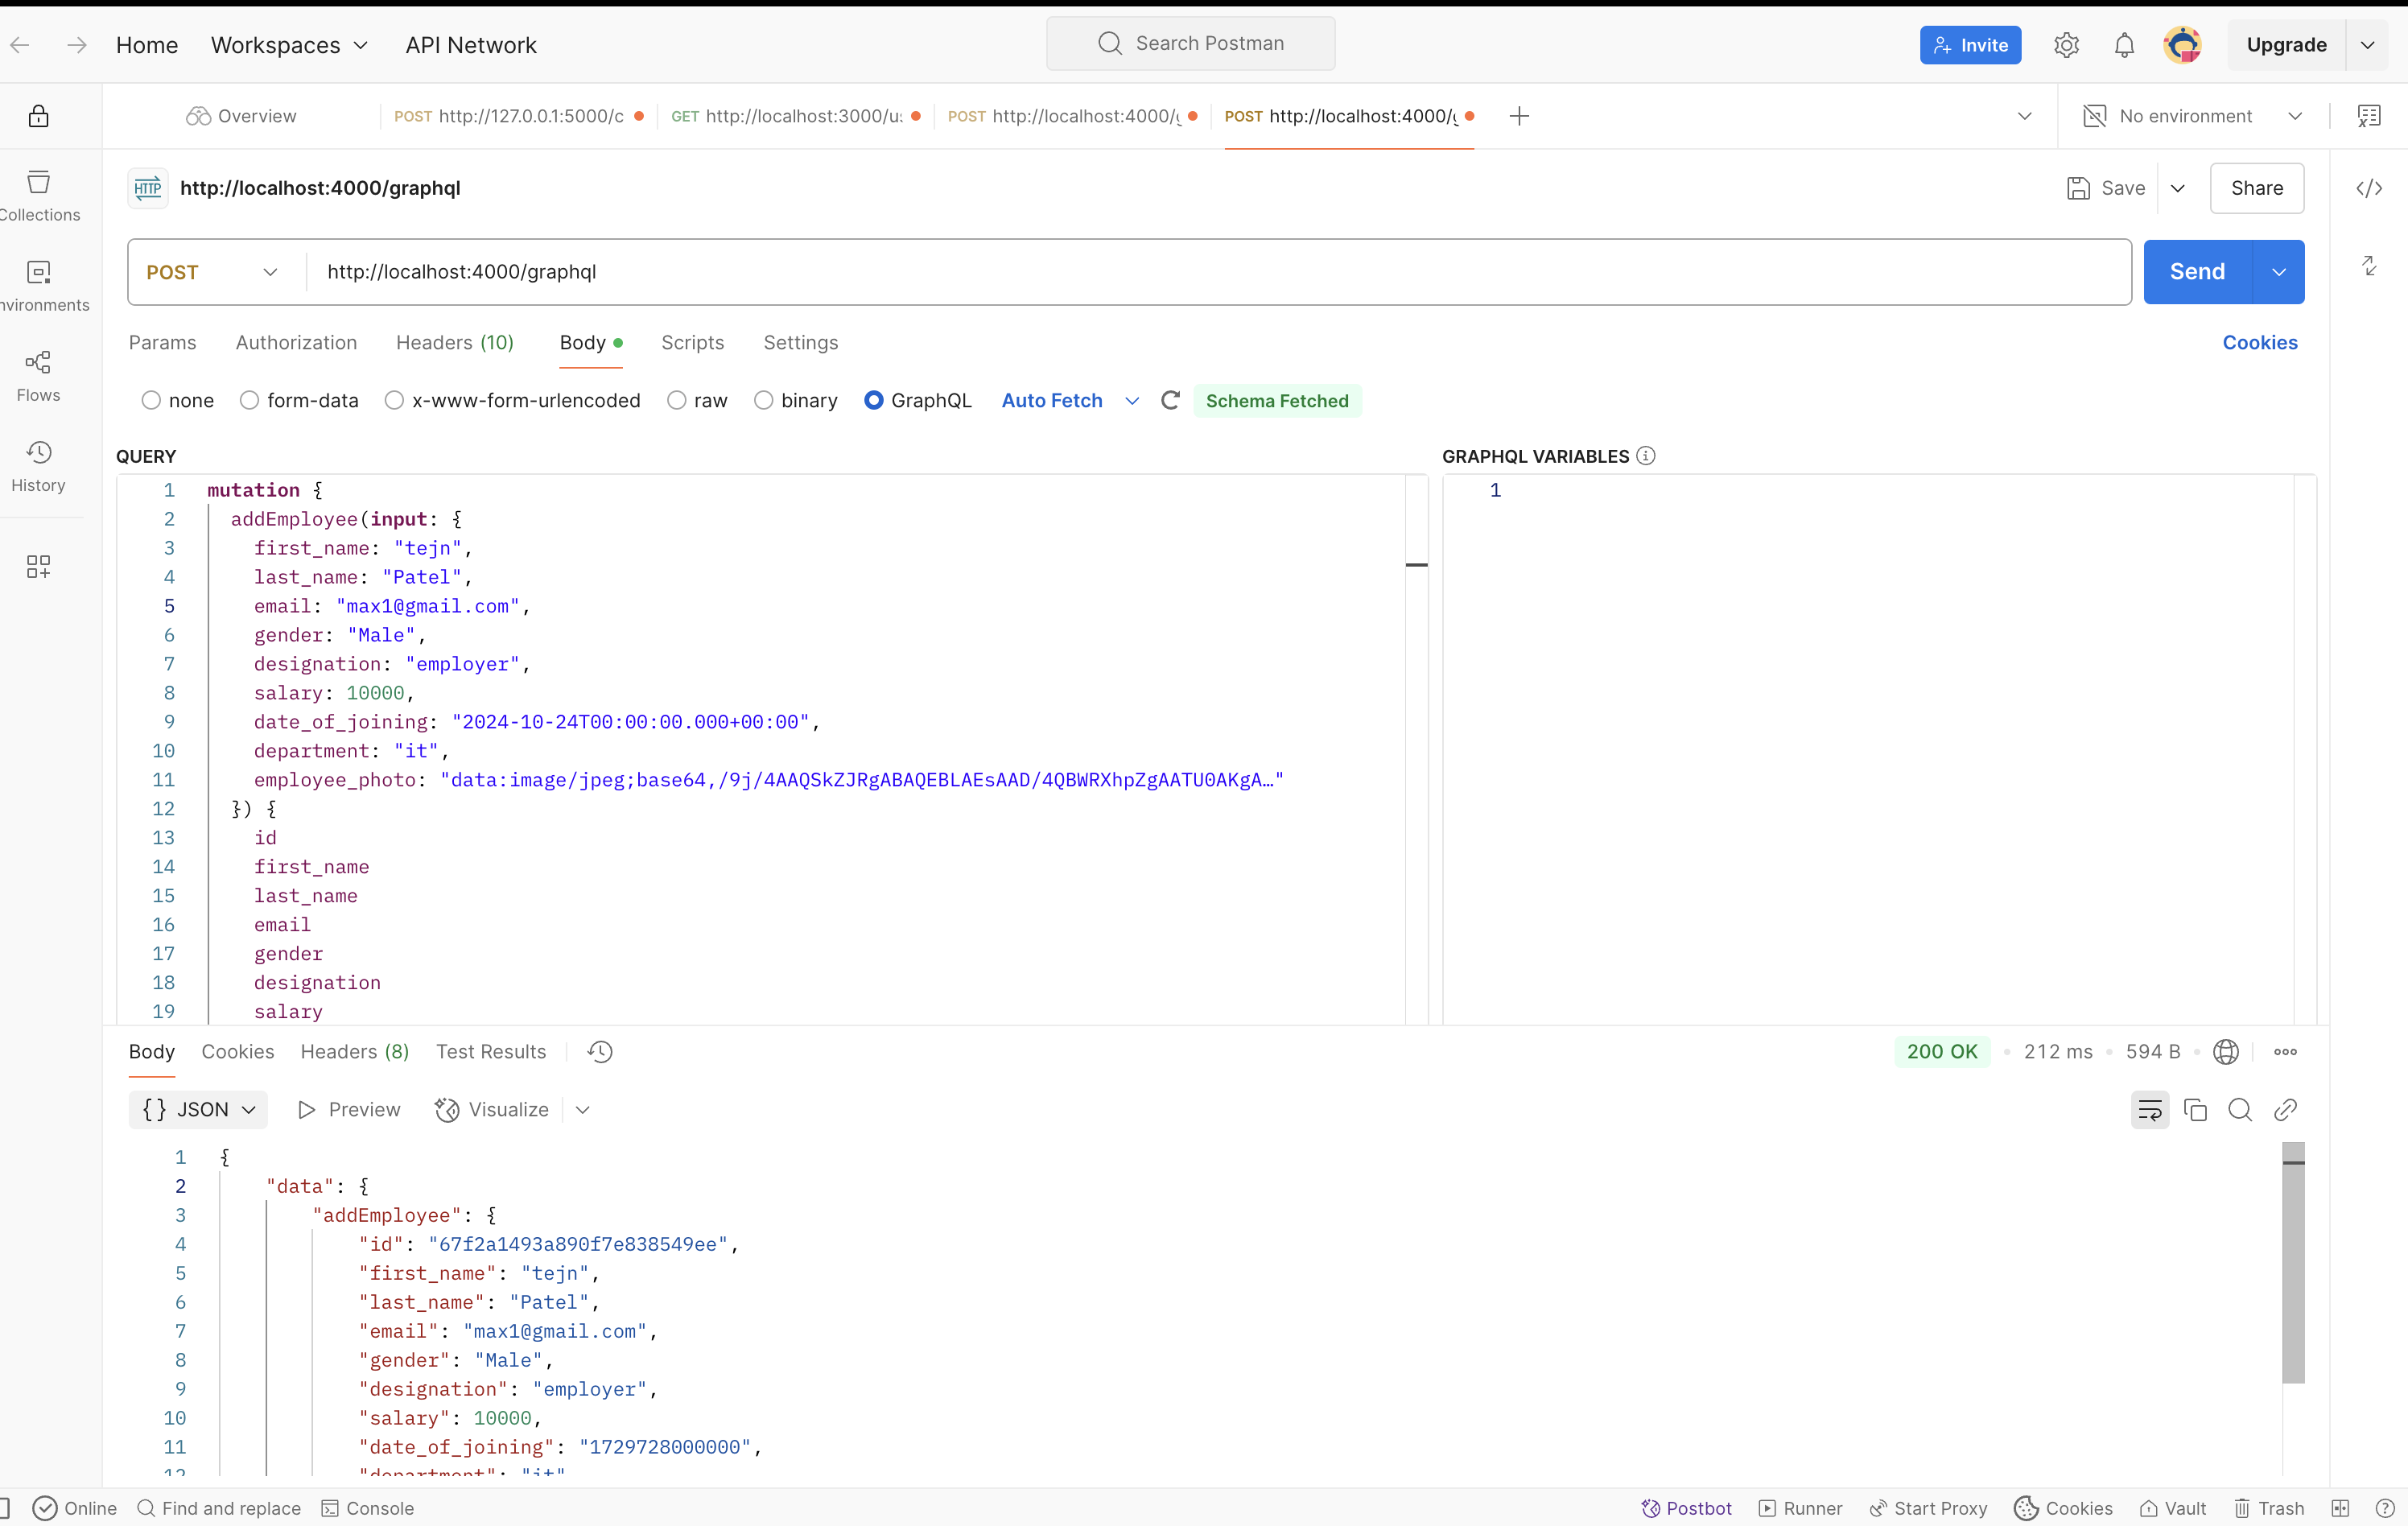 Home Workspaces API Network Search Postman Invite Upgrade
Overview POST http://127.0.0.1:5000/c GET http://localhost:3000/u POST http://localhost:4000/ POST http://localhost:4000/ No environment
HTTP http://localhost:4000/graphql Save Share
POST http://localhost:4000/graphql Send
Params Authorization Headers (10) Body Scripts Settings Cookies
none form-data x-www-form-urlencoded raw binary GraphQL Auto Fetch Schema Fetched
Collections
nvironments
Flows
History
QUERY GRAPHQL VARIABLES
1 mutation { 1
2 addEmployee(input: {
3 first_name: "tejn",
4 last_name: "Patel",
5 email: "max1@gmail.com",
6 gender: "Male",
7 designation: "employer",
8 salary: 10000,
9 date_of_joining: "2024-10-24T00:00:00.000+00:00",
10 department: "it",
11 employee_photo: "data:image/jpeg;base64,/9j/4AAQSkZJRgABAQEBLAEsAAD/4QBWRXhpZgAATU0AKgA…"
12 }) {
13 id
14 first_name
15 last_name
16 email
17 gender
18 designation
19 salary
Body Cookies Headers (8) Test Results 200 OK 212 ms 594 B
{ } JSON Preview Visualize
1 {
2 "data": {
3 "addEmployee": {
4 "id": "67f2a1493a890f7e838549ee",
5 "first_name": "tejn",
6 "last_name": "Patel",
7 "email": "max1@gmail.com",
8 "gender": "Male",
9 "designation": "employer",
10 "salary": 10000,
11 "date_of_joining": "1729728000000",
12 "department": "it"
Online Find and replace Console Postbot Runner Start Proxy Cookies Vault Trash